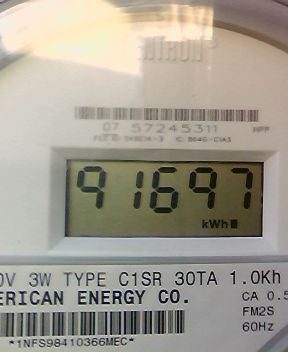 ITRON
07 57245311 HPP
91697
kWh
0V 3W TYPE C1SR 30TA 1.0Kh
ERICAN ENERGY CO. CA 0.5
FM2S
60Hz
*1NFS98410366MEC*